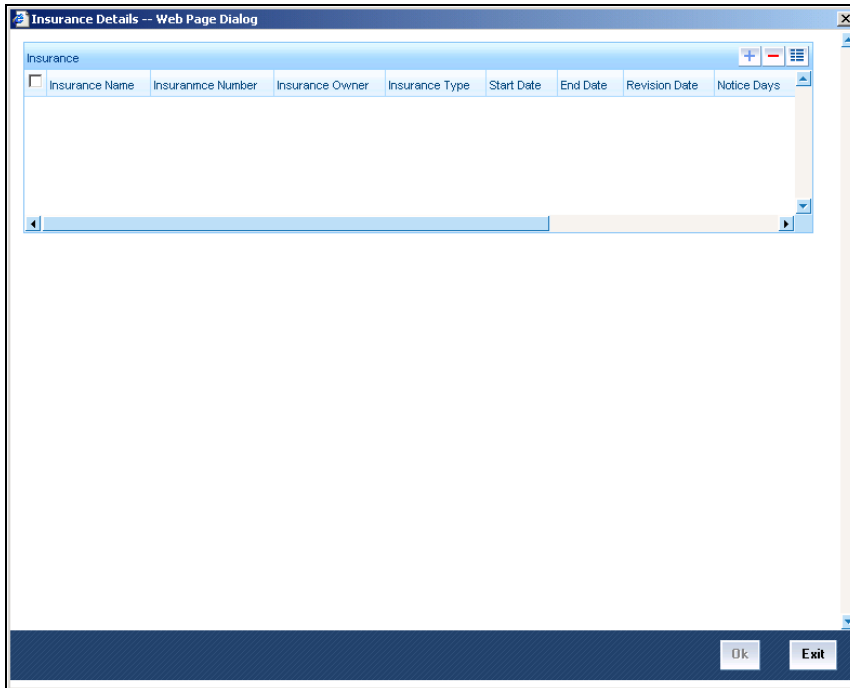 Insurance Details -- Web Page Dialog
Insurance
Insurance Name Insuranmce Number Insurance Owner Insurance Type Start Date End Date Revision Date Notice Days
Ok Exit